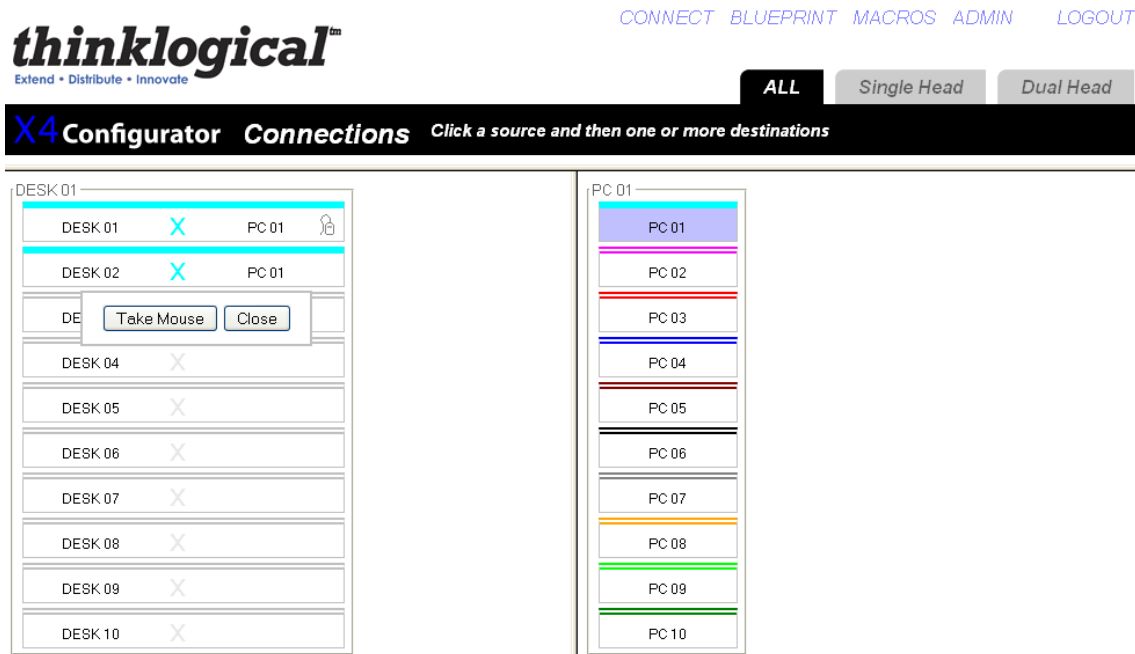 CONNECT BLUEPRINT MACROS ADMIN LOGOUT
thinklogical™
Extend • Distribute • Innovate
ALL Single Head Dual Head
X4 Configurator Connections Click a source and then one or more destinations
DESK 01
DESK 01 X PC 01
DESK 02 X PC 01
DE
Take Mouse Close
DESK 04 X
DESK 05 X
DESK 06 X
DESK 07 X
DESK 08 X
DESK 09 X
DESK 10 X
PC 01
PC 01
PC 02
PC 03
PC 04
PC 05
PC 06
PC 07
PC 08
PC 09
PC 10